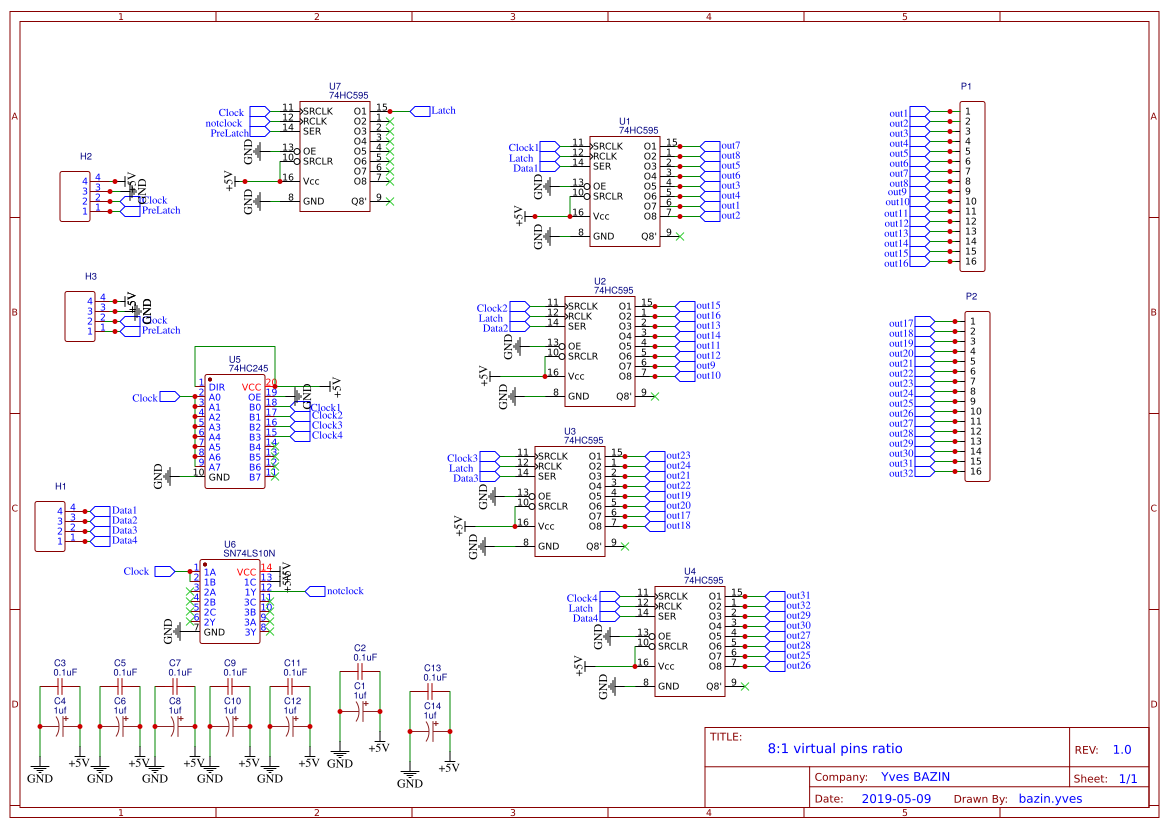 1 2 3 4 5
A
B
C
D
U7
74HC595
Clock 11 SRCLK O1 15 Latch
notclock 12 RCLK O2 1
PreLatch 14 SER O3 2
O4 3
GND 13 OE O5 4
10 SRCLR O6 5
O7 6
+5V 16 Vcc O8 7
GND 8 GND Q8' 9
H2
4 4 +5V
3 3 GND
2 2 Clock
1 1 PreLatch
H3
4 4 +5V
3 3 GND
2 2 Clock
1 1 PreLatch
U5
74HC245
1 DIR VCC 20 +5V
Clock 2 A0 OE 19 GND
3 A1 B0 18 Clock1
4 A2 B1 17 Clock2
5 A3 B2 16 Clock3
6 A4 B3 15 Clock4
7 A5 B4 14
8 A6 B5 13
9 A7 B6 12
GND 10 GND B7 11
H1
4 4 Data1
3 3 Data2
2 2 Data3
1 1 Data4
U6
SN74LS10N
Clock 1 1A VCC 14 +5V
2 1B 1C 13 +5V
3 2A 1Y 12 notclock
4 2B 3C 11
5 2C 3B 10
6 2Y 3A 9
GND 7 GND 3Y 8
U1
74HC595
Clock1 11 SRCLK O1 15 out7
Latch 12 RCLK O2 1 out8
Data1 14 SER O3 2 out5
O4 3 out6
GND 13 OE O5 4 out3
10 SRCLR O6 5 out4
O7 6 out1
+5V 16 Vcc O8 7 out2
GND 8 GND Q8' 9
U2
74HC595
Clock2 11 SRCLK O1 15 out15
Latch 12 RCLK O2 1 out16
Data2 14 SER O3 2 out13
O4 3 out14
GND 13 OE O5 4 out11
10 SRCLR O6 5 out12
O7 6 out9
+5V 16 Vcc O8 7 out10
GND 8 GND Q8' 9
U3
74HC595
Clock3 11 SRCLK O1 15 out23
Latch 12 RCLK O2 1 out24
Data3 14 SER O3 2 out21
O4 3 out22
GND 13 OE O5 4 out19
10 SRCLR O6 5 out20
O7 6 out17
+5V 16 Vcc O8 7 out18
GND 8 GND Q8' 9
U4
74HC595
Clock4 11 SRCLK O1 15 out31
Latch 12 RCLK O2 1 out32
Data4 14 SER O3 2 out29
O4 3 out30
GND 13 OE O5 4 out27
10 SRCLR O6 5 out28
O7 6 out25
+5V 16 Vcc O8 7 out26
GND 8 GND Q8' 9
P1
out1 1
out2 2
out3 3
out4 4
out5 5
out6 6
out7 7
out8 8
out9 9
out10 10
out11 11
out12 12
out13 13
out14 14
out15 15
out16 16
P2
out17 1
out18 2
out19 3
out20 4
out21 5
out22 6
out23 7
out24 8
out25 9
out26 10
out27 11
out28 12
out29 13
out30 14
out31 15
out32 16
C3
0.1uF
C4
1uf
GND +5V
C5
0.1uF
C6
1uf
GND +5V
C7
0.1uF
C8
1uf
GND +5V
C9
0.1uF
C10
1uf
GND +5V
C11
0.1uF
C12
1uf
GND +5V
C2
0.1uF
C1
1uf
GND +5V
C13
0.1uF
C14
1uf
GND +5V
TITLE:
8:1 virtual pins ratio
REV: 1.0
Company: Yves BAZIN
Sheet: 1/1
Date: 2019-05-09 Drawn By: bazin.yves
A
B
C
D
1 2 3 4 5